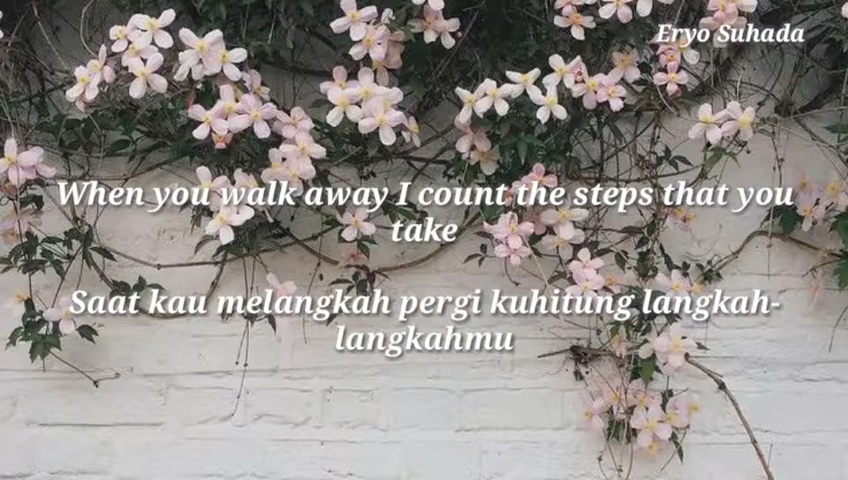 Eryo Suhada
When you walk away I count the steps that you
take
Saat kau melangkah pergi kuhitung langkah-
langkahmu